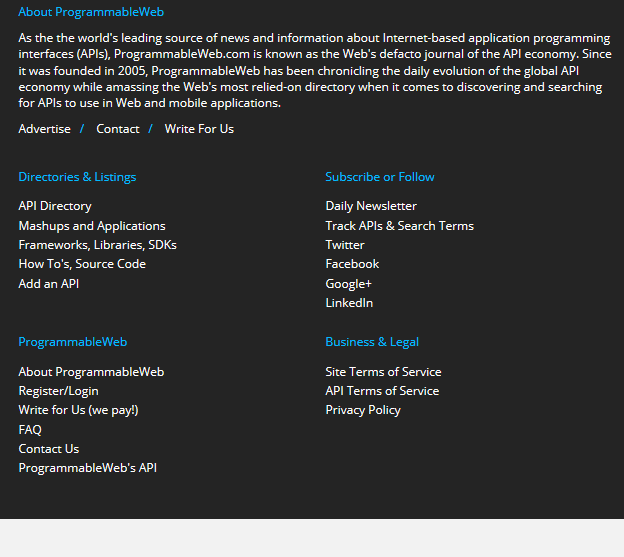 About ProgrammableWeb
As the the world's leading source of news and information about Internet-based application programming
interfaces (APIs), ProgrammableWeb.com is known as the Web's defacto journal of the API economy. Since
it was founded in 2005, ProgrammableWeb has been chronicling the daily evolution of the global API
economy while amassing the Web's most relied-on directory when it comes to discovering and searching
for APIs to use in Web and mobile applications.
Advertise / Contact / Write For Us
Directories & Listings
API Directory
Mashups and Applications
Frameworks, Libraries, SDKs
How To's, Source Code
Add an API
Subscribe or Follow
Daily Newsletter
Track APIs & Search Terms
Twitter
Facebook
Google+
LinkedIn
ProgrammableWeb
About ProgrammableWeb
Register/Login
Write for Us (we pay!)
FAQ
Contact Us
ProgrammableWeb's API
Business & Legal
Site Terms of Service
API Terms of Service
Privacy Policy